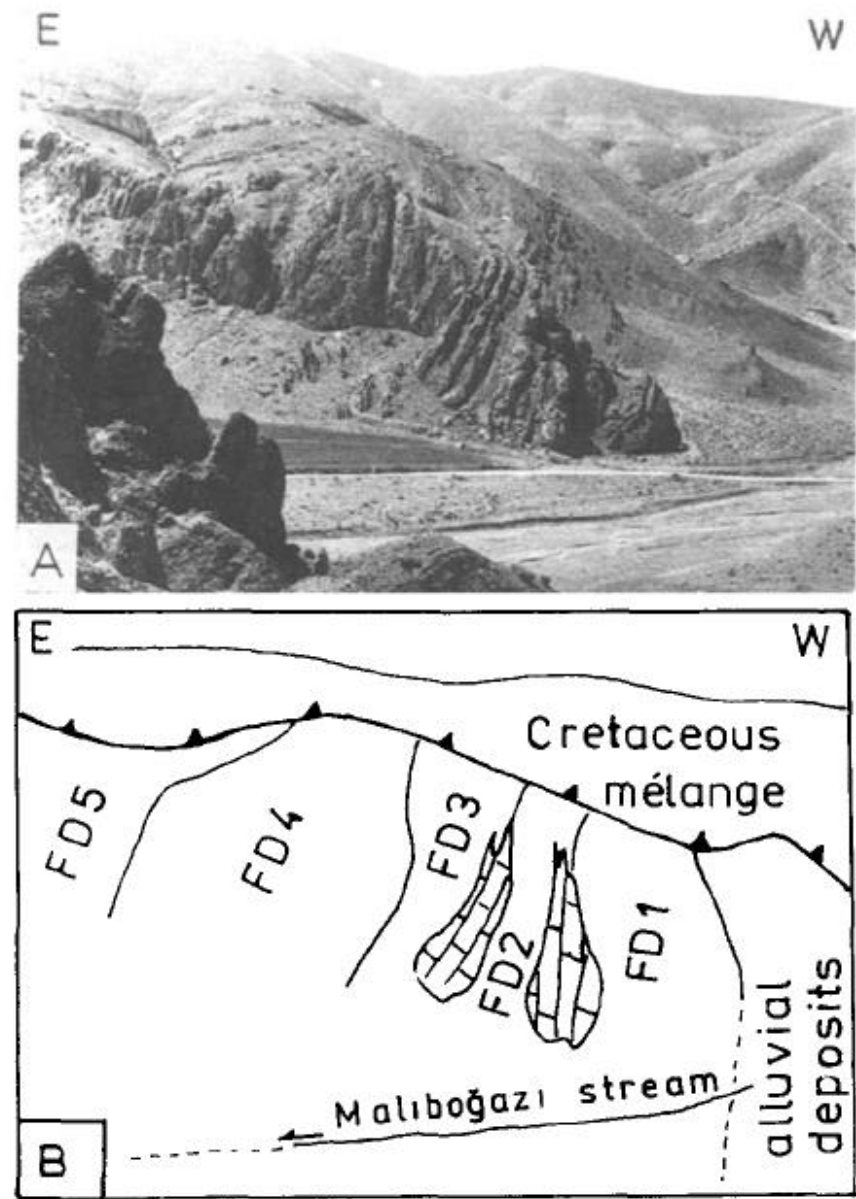 E W
A
E W
Cretaceous
mélange
FD5
FD4
FD3
FD2
FD1
alluvial
deposits
Malıboğazı stream
B